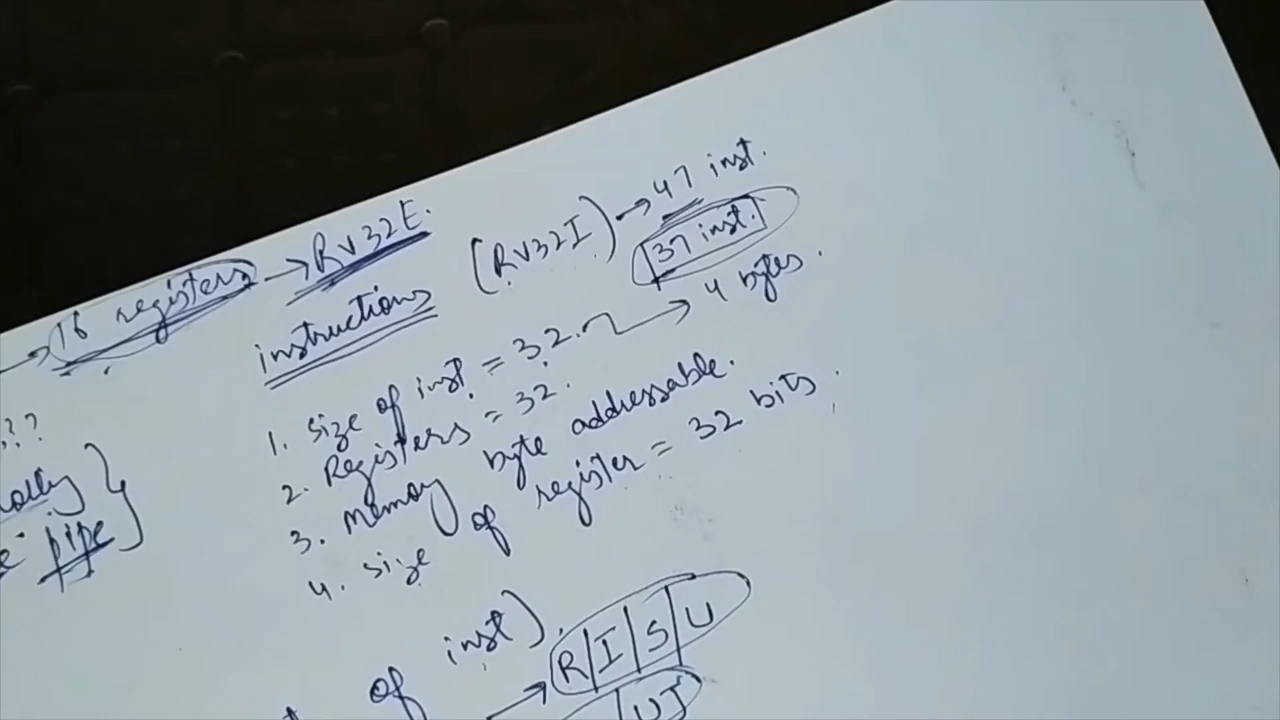 → 16 registers → RV32E.
instructions (RV32I) → 47 inst.
37 inst.
1. Size of inst = 32. → 4 bytes.
2. Registers = 32.
3. Memory byte addressable.
4. Size of register = 32 bits.
???
pipe
of inst).
→ R | I | S | U
| UJ